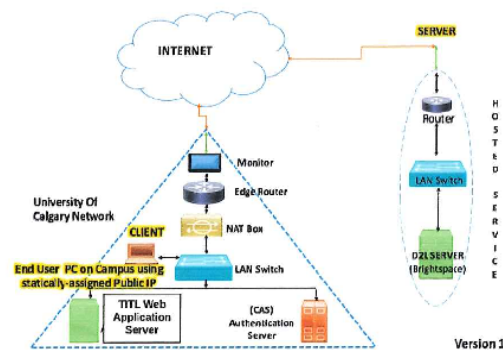 INTERNET
SERVER
Router
LAN Switch
D2L SERVER
(Brightspace)
H
O
S
T
E
D
S
E
R
V
I
C
E
Monitor
Edge Router
University Of
Calgary Network
NAT Box
CLIENT
End User PC on Campus using
statically-assigned Public IP
LAN Switch
TITL Web
Application
Server
(CAS)
Authentication
Server
Version